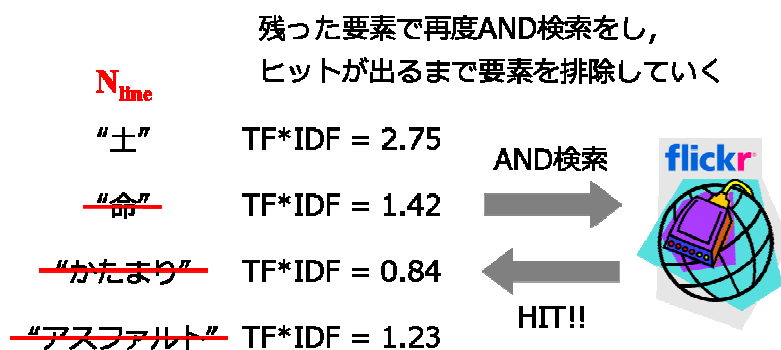 残った要素で再度AND検索をし,
ヒットが出るまで要素を排除していく
Nline
“土” TF*IDF = 2.75
“命” TF*IDF = 1.42
“かたまり” TF*IDF = 0.84
“アスファルト” TF*IDF = 1.23
AND検索
HIT!!
flickr